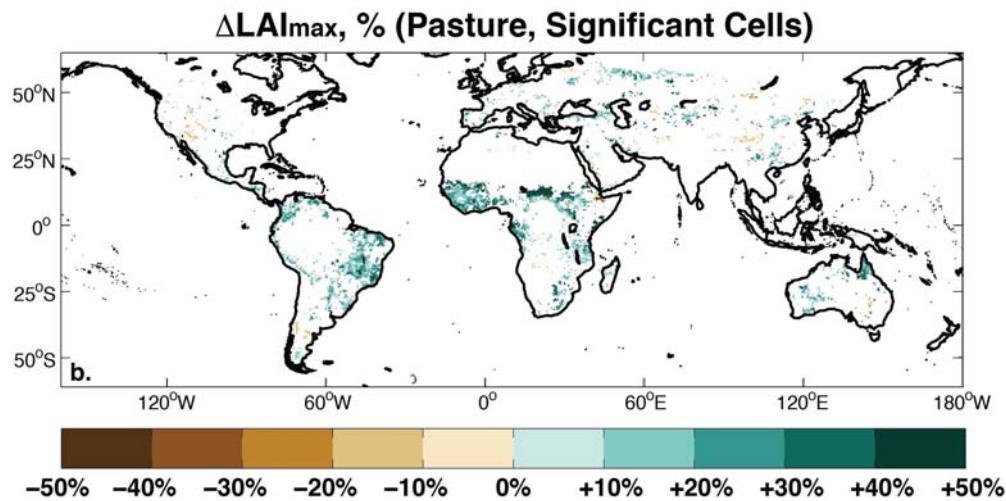 ΔLAImax, % (Pasture, Significant Cells)
50°N
25°N
0°
25°S
50°S
b.
120°W 60°W 0° 60°E 120°E 180°W
−50% −40% −30% −20% −10% 0% +10% +20% +30% +40% +50%